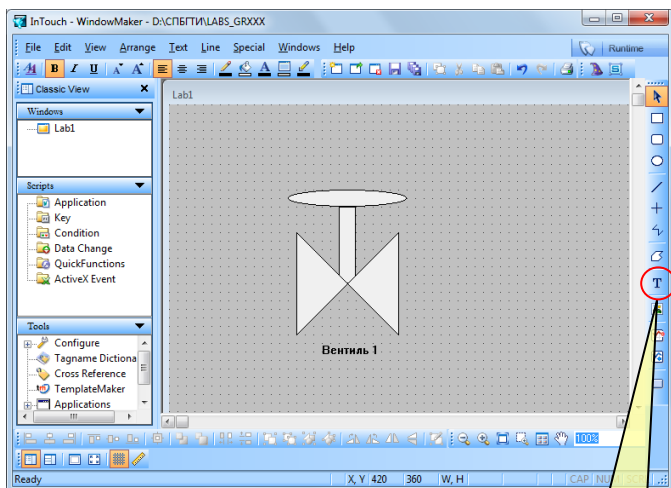 InTouch - WindowMaker - D:\СПБГТИ\LABS_GRXXX
File Edit View Arrange Text Line Special Windows Help
Runtime
Classic View
Lab1
Windows
Lab1
Scripts
Application
Key
Condition
Data Change
QuickFunctions
ActiveX Event
Вентиль 1
Tools
Configure
Tagname Dictiona
Cross Reference
TemplateMaker
Applications
100%
Ready X, Y 420 360 W, H CAP